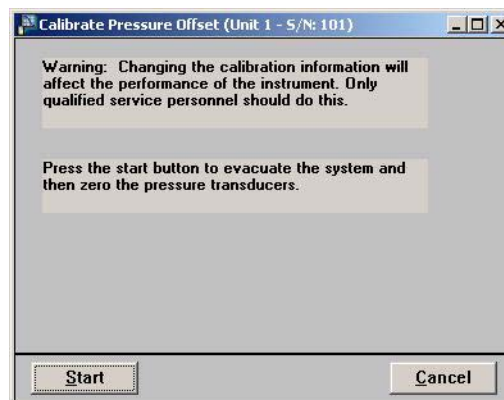 Calibrate Pressure Offset (Unit 1 - S/N: 101)
Warning: Changing the calibration information will
affect the performance of the instrument. Only
qualified service personnel should do this.
Press the start button to evacuate the system and
then zero the pressure transducers.
Start
Cancel